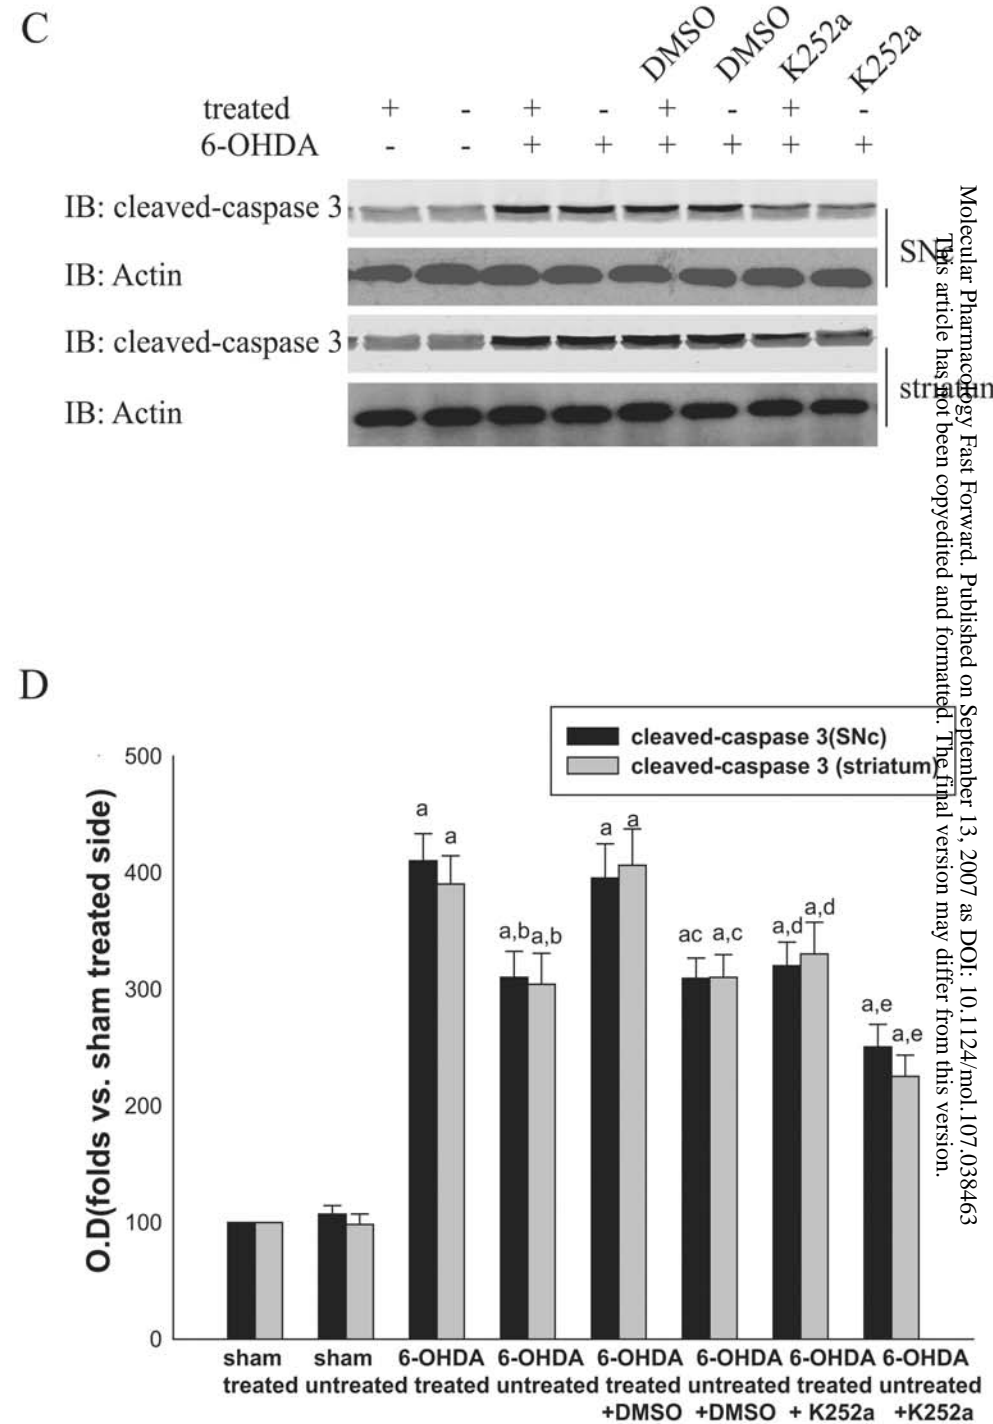 C
DMSO DMSO K252a K252a
treated + - + - + - + -
6-OHDA - - + + + + + +
IB: cleaved-caspase 3
IB: Actin
SNc
IB: cleaved-caspase 3
IB: Actin
striatum
D
cleaved-caspase 3(SNc)
cleaved-caspase 3 (striatum)
O.D(folds vs. sham treated side)
500
400
300
200
100
0
a a a,b a,b a a ac a,c a,d a,d a,e a,e
sham sham 6-OHDA 6-OHDA 6-OHDA 6-OHDA 6-OHDA 6-OHDA
treated untreated treated untreated treated untreated treated untreated
+DMSO +DMSO + K252a +K252a
Molecular Pharmacology Fast Forward. Published on September 13, 2007 as DOI: 10.1124/mol.107.038463
This article has not been copyedited and formatted. The final version may differ from this version.